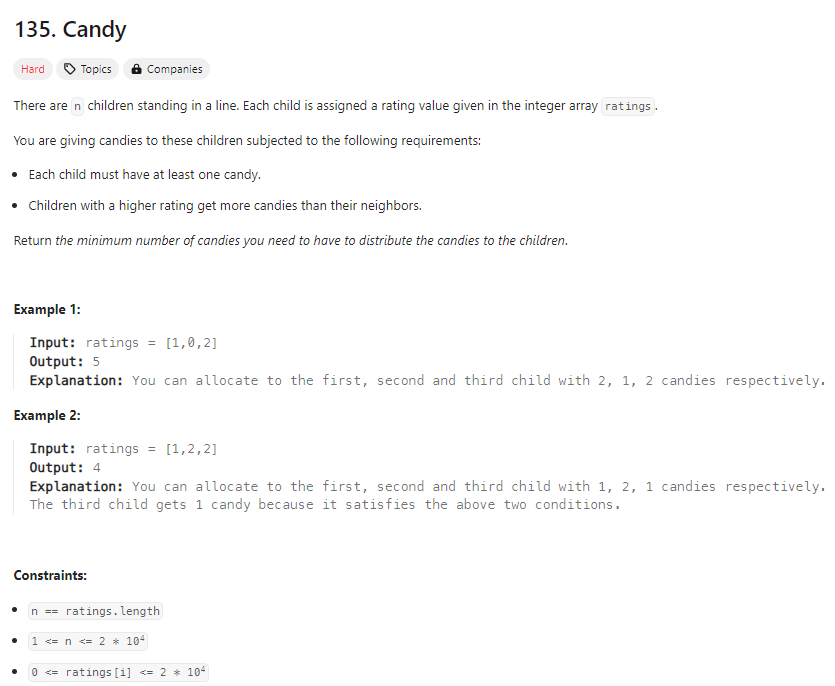 135. Candy
Hard Topics Companies
There are n children standing in a line. Each child is assigned a rating value given in the integer array ratings.
You are giving candies to these children subjected to the following requirements:
• Each child must have at least one candy.
• Children with a higher rating get more candies than their neighbors.
Return the minimum number of candies you need to have to distribute the candies to the children.
Example 1:
Input: ratings = [1,0,2]
Output: 5
Explanation: You can allocate to the first, second and third child with 2, 1, 2 candies respectively.
Example 2:
Input: ratings = [1,2,2]
Output: 4
Explanation: You can allocate to the first, second and third child with 1, 2, 1 candies respectively.
The third child gets 1 candy because it satisfies the above two conditions.
Constraints:
• n == ratings.length
• 1 <= n <= 2 * 10⁴
• 0 <= ratings[i] <= 2 * 10⁴